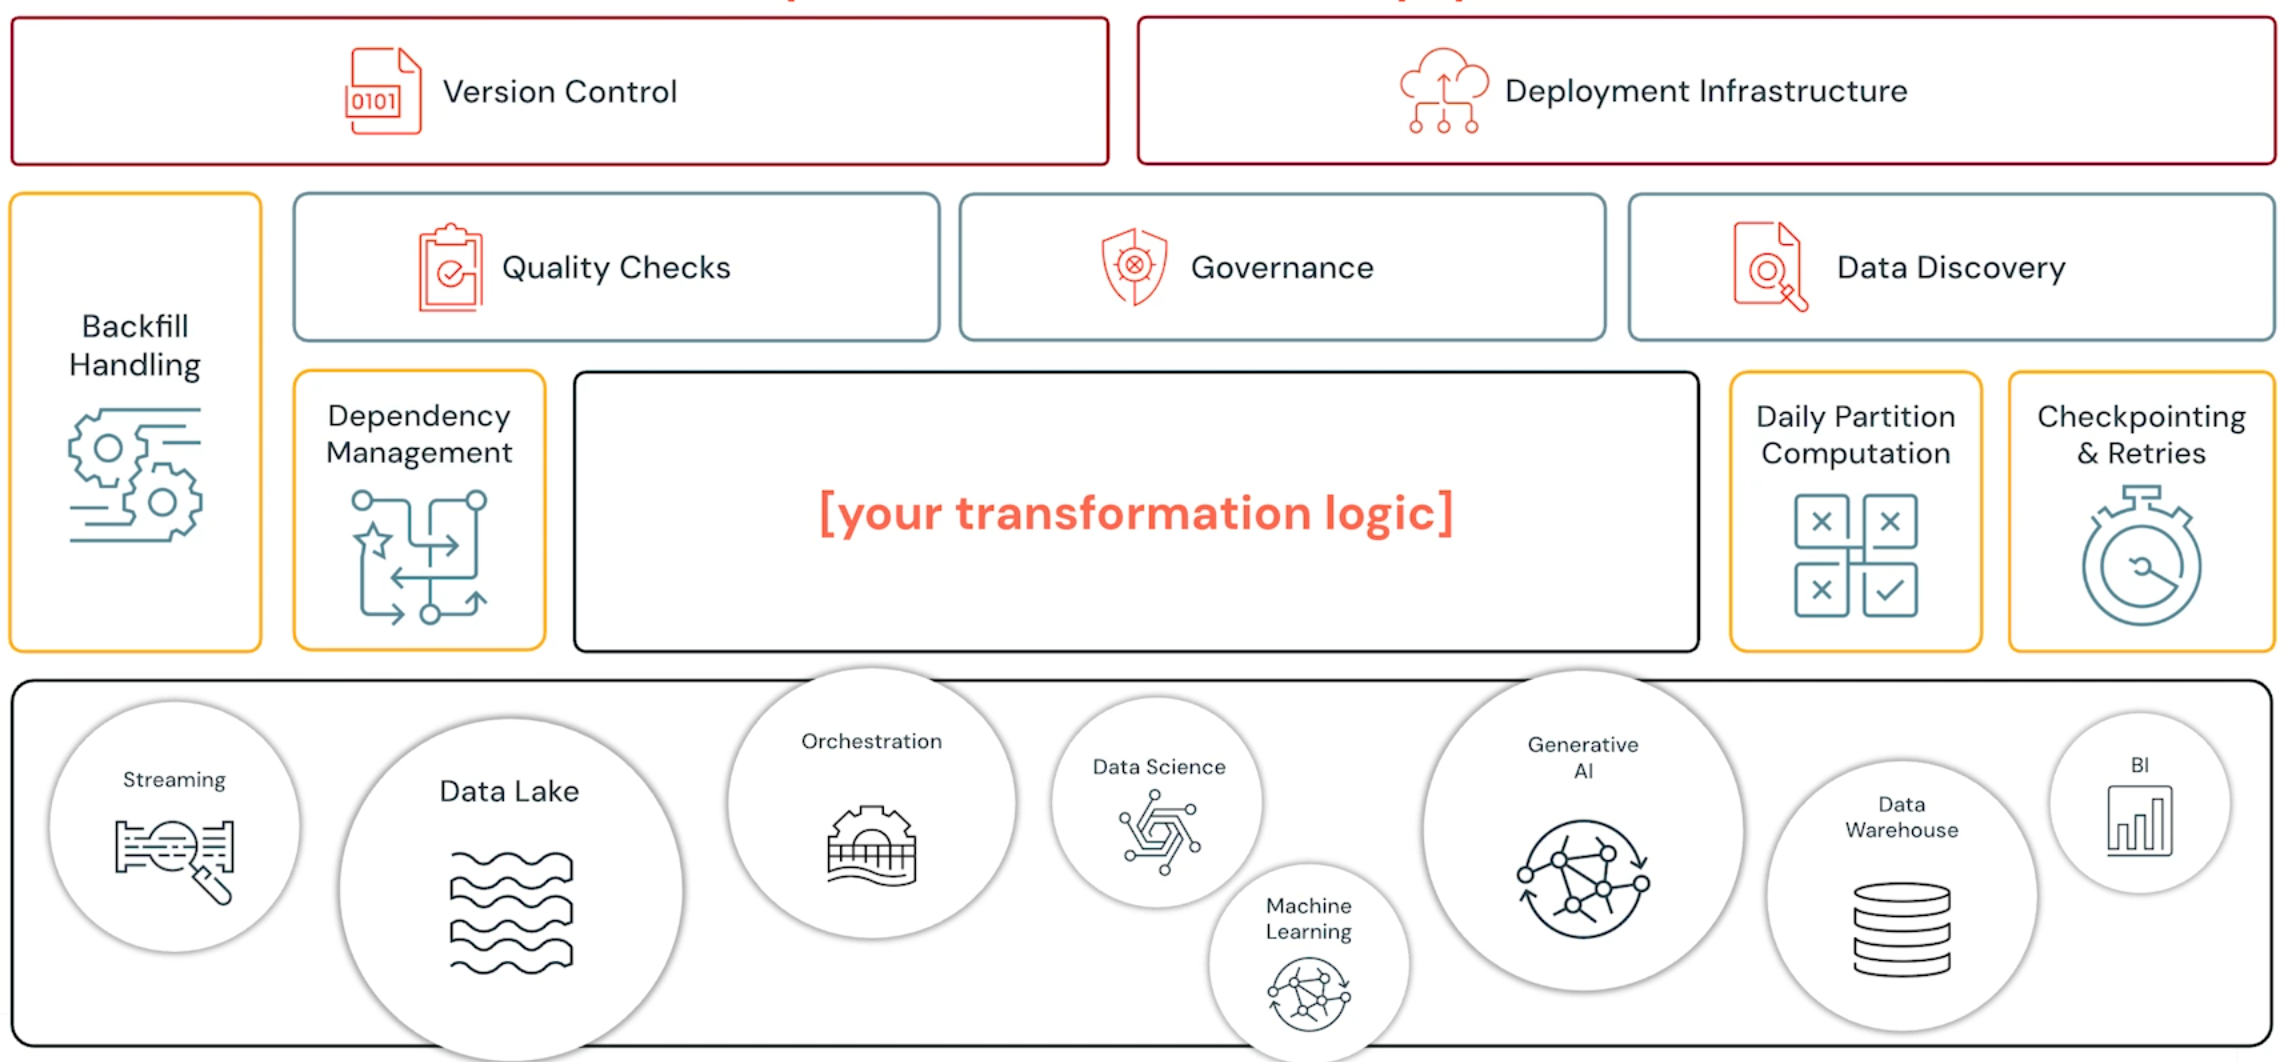 Version Control
0101
Deployment Infrastructure
Backfill
Handling
Quality Checks
Governance
Data Discovery
Dependency
Management
[your transformation logic]
Daily Partition
Computation
Checkpointing
& Retries
Streaming
Data Lake
Orchestration
Data Science
Machine
Learning
Generative
AI
Data
Warehouse
BI